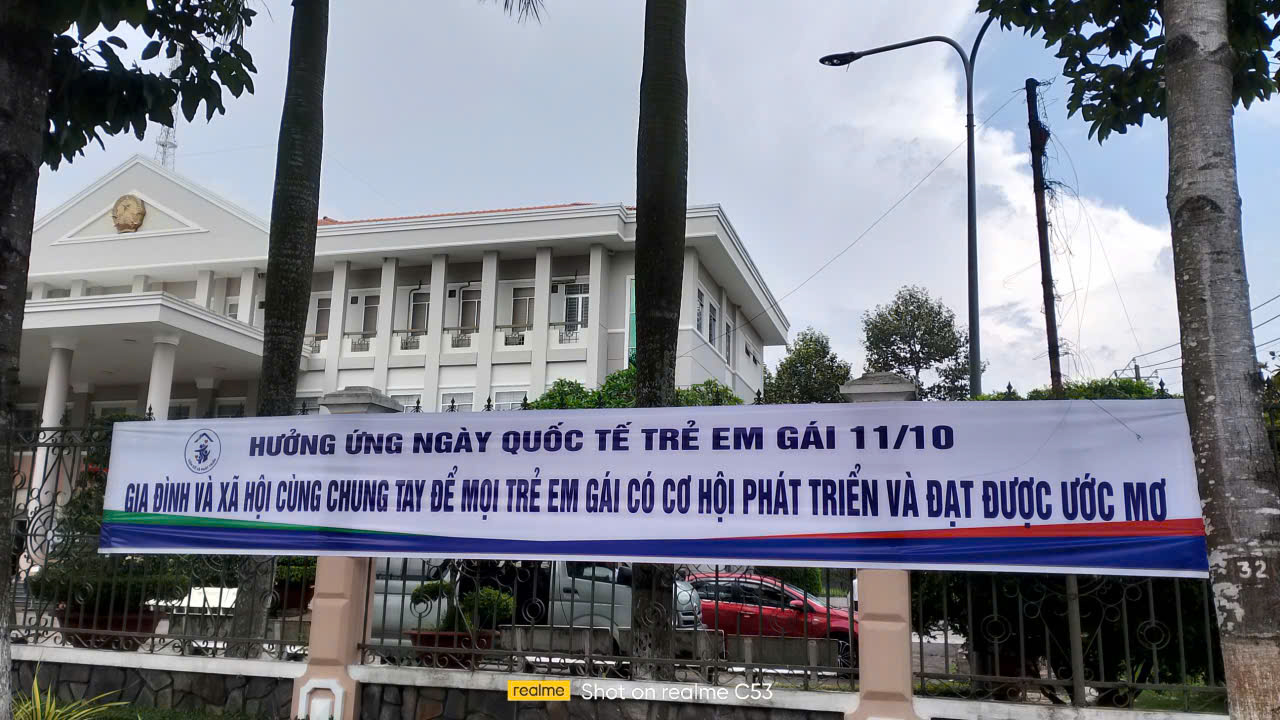 HƯỞNG ỨNG NGÀY QUỐC TẾ TRẺ EM GÁI 11/10
GIA ĐÌNH VÀ XÃ HỘI CÙNG CHUNG TAY ĐỂ MỌI TRẺ EM GÁI CÓ CƠ HỘI PHÁT TRIỂN VÀ ĐẠT ĐƯỢC ƯỚC MƠ
32
realme Shot on realme C53